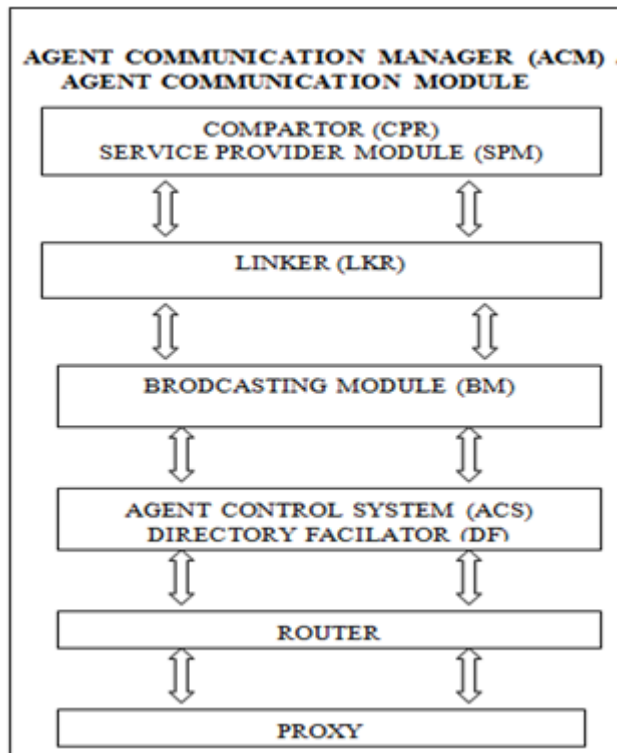 AGENT COMMUNICATION MANAGER (ACM)
AGENT COMMUNICATION MODULE
COMPARTOR (CPR)
SERVICE PROVIDER MODULE (SPM)
LINKER (LKR)
BRODCASTING MODULE (BM)
AGENT CONTROL SYSTEM (ACS)
DIRECTORY FACILATOR (DF)
ROUTER
PROXY